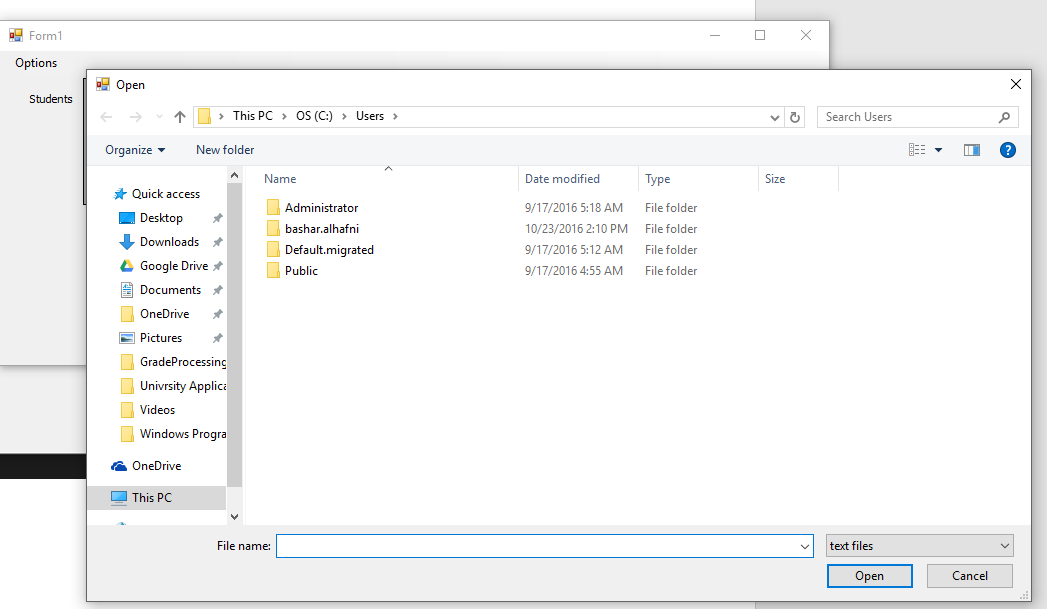 Form1
Options
Students
Open
This PC > OS (C:) > Users >
Search Users
Organize
New folder
?
Name
Date modified
Type
Size
Quick access
Desktop
Downloads
Google Drive
Documents
OneDrive
Pictures
GradeProcessing
Univrsity Applica
Videos
Windows Progra
OneDrive
This PC
Administrator 9/17/2016 5:18 AM File folder
bashar.alhafni 10/23/2016 2:10 PM File folder
Default.migrated 9/17/2016 5:12 AM File folder
Public 9/17/2016 4:55 AM File folder
File name:
text files
Open
Cancel